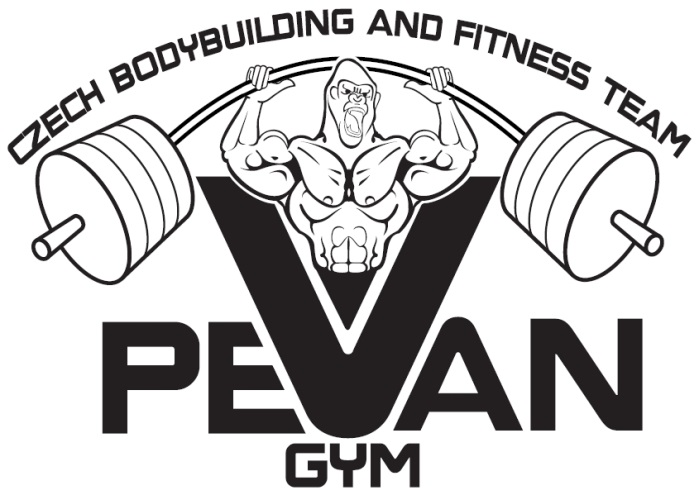 CZECH BODYBUILDING AND FITNESS TEAM
PEVAN
GYM